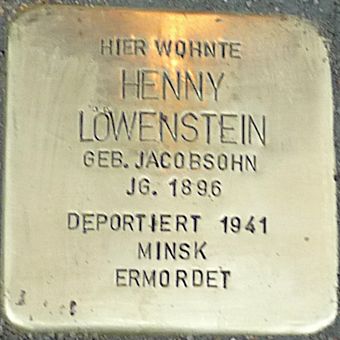 HIER WOHNTE
HENNY
LÖWENSTEIN
GEB. JACOBSOHN
JG. 1896
DEPORTIERT 1941
MINSK
ERMORDET